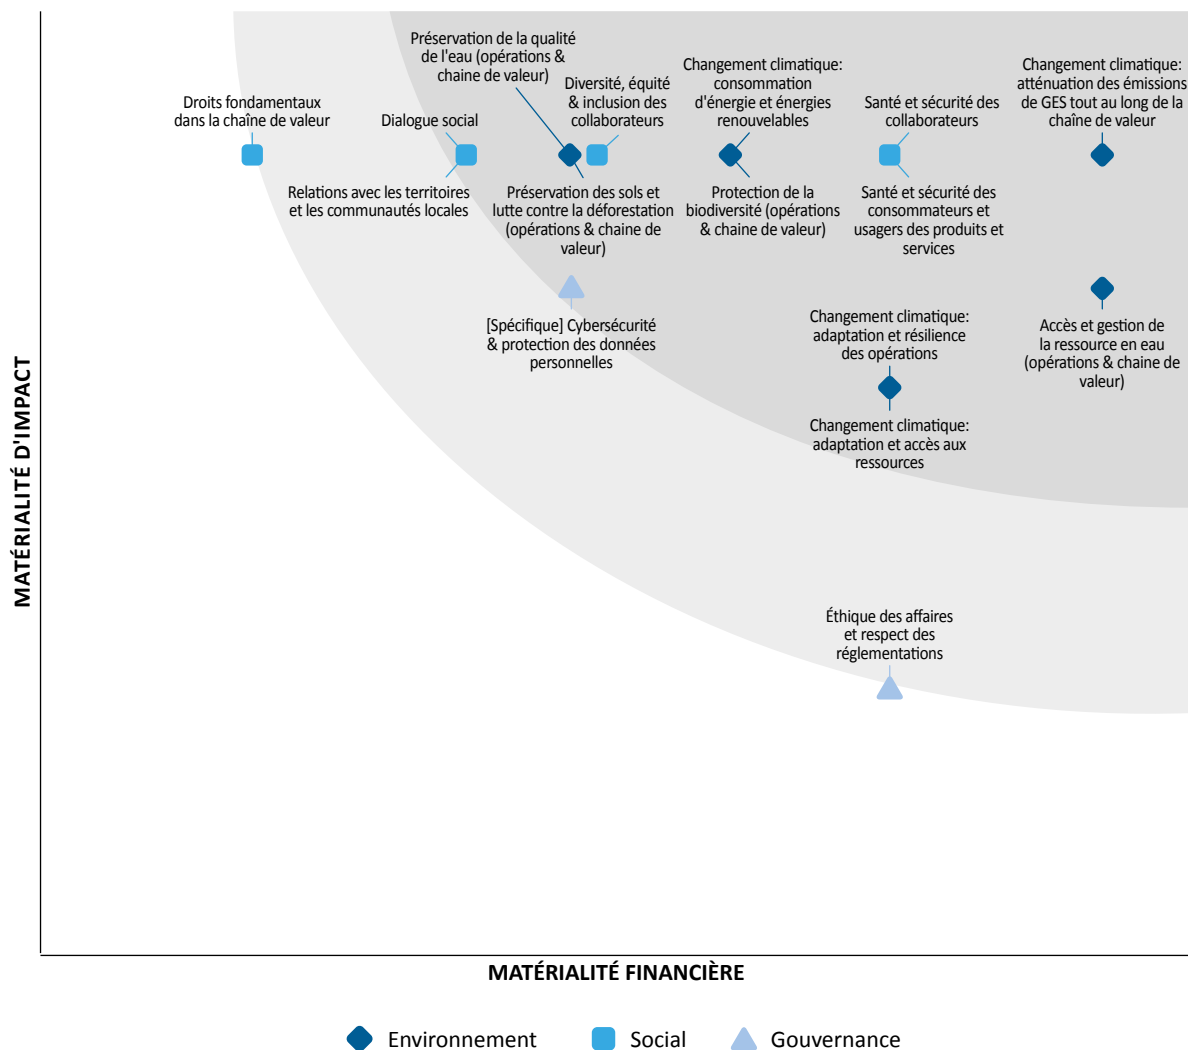 Préservation de la qualité
de l'eau (opérations &
chaine de valeur)
Diversité, équité
& inclusion des
collaborateurs
Changement climatique:
consommation
d'énergie et énergies
renouvelables
Santé et sécurité des
collaborateurs
Changement climatique:
atténuation des émissions
de GES tout au long de la
chaîne de valeur
Droits fondamentaux
dans la chaîne de valeur
Dialogue social
Relations avec les territoires
et les communautés locales
Préservation des sols et
lutte contre la déforestation
(opérations & chaine de
valeur)
Protection de la
biodiversité (opérations
& chaine de valeur)
Santé et sécurité des
consommateurs et
usagers des produits et
services
[Spécifique] Cybersécurité
& protection des données
personnelles
Changement climatique:
adaptation et résilience
des opérations
Accès et gestion de
la ressource en eau
(opérations & chaine de
valeur)
Changement climatique:
adaptation et accès aux
ressources
Éthique des affaires
et respect des
réglementations
MATÉRIALITÉ D'IMPACT
MATÉRIALITÉ FINANCIÈRE
Environnement
Social
Gouvernance